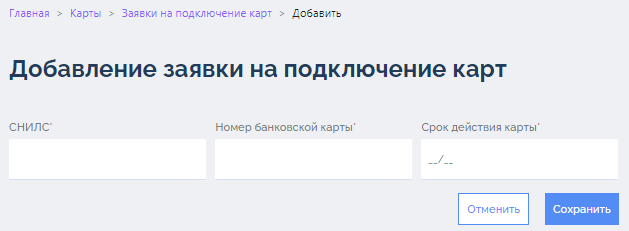 Главная > Карты > Заявки на подключение карт > Добавить
Добавление заявки на подключение карт
СНИЛС* Номер банковской карты* Срок действия карты*
__/__
Отменить Сохранить